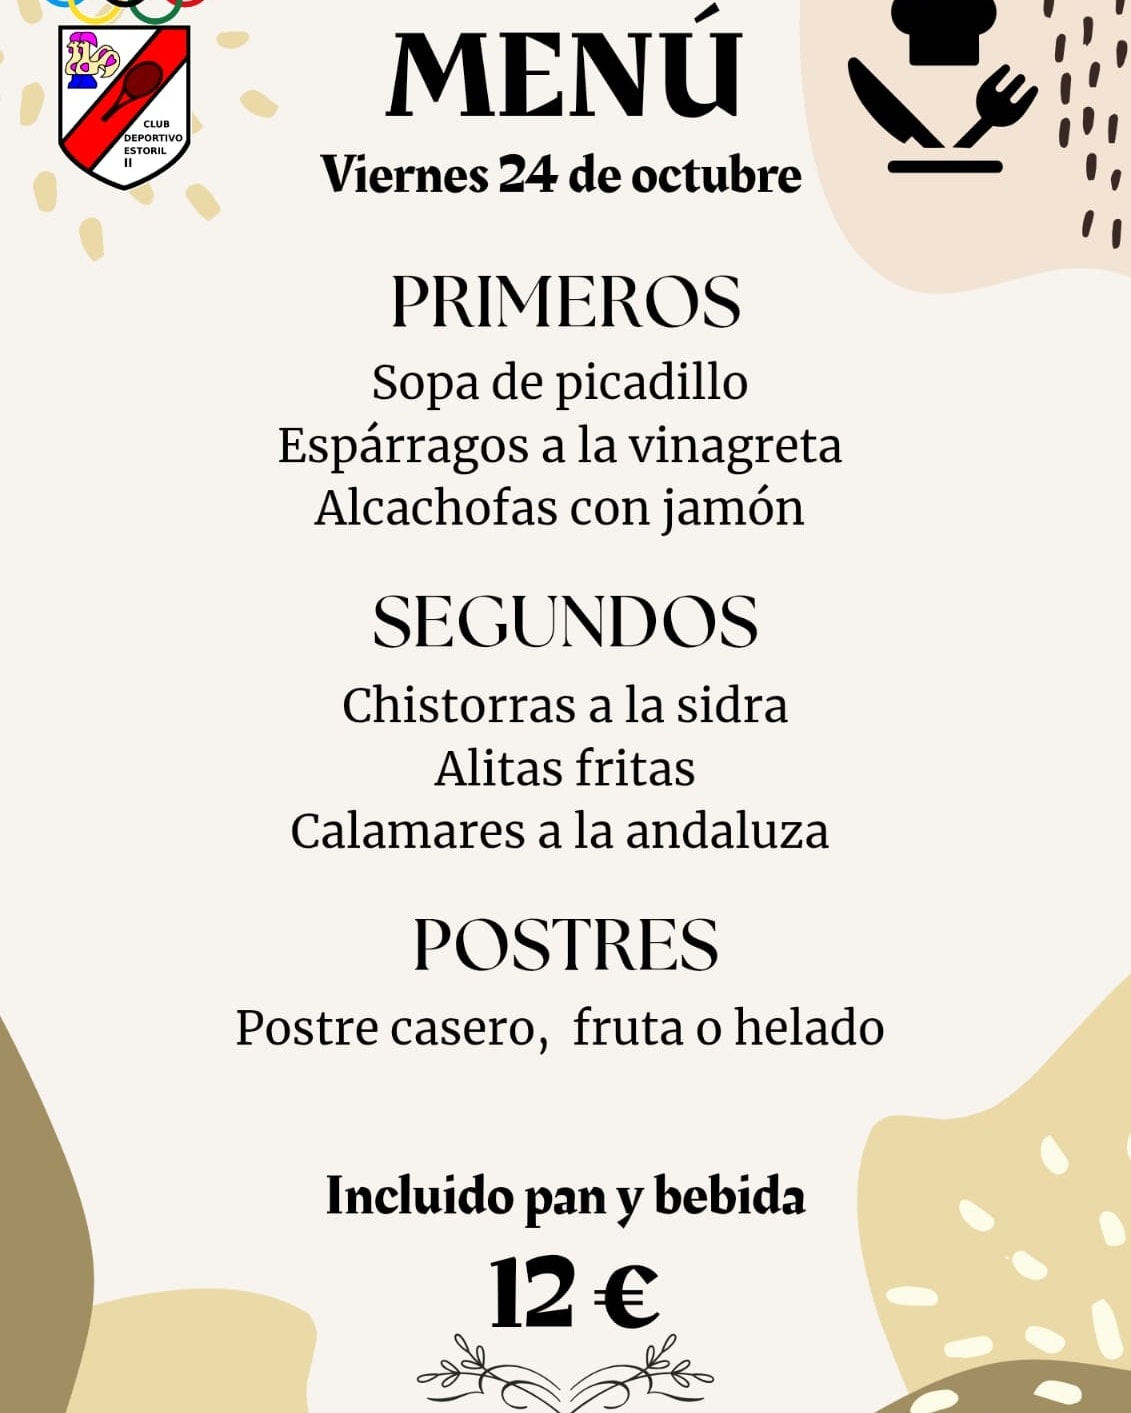 CLUB
DEPORTIVO
ESTORIL
II
MENÚ
Viernes 24 de octubre
PRIMEROS
Sopa de picadillo
Espárragos a la vinagreta
Alcachofas con jamón
SEGUNDOS
Chistorras a la sidra
Alitas fritas
Calamares a la andaluza
POSTRES
Postre casero, fruta o helado
Incluido pan y bebida
12 €